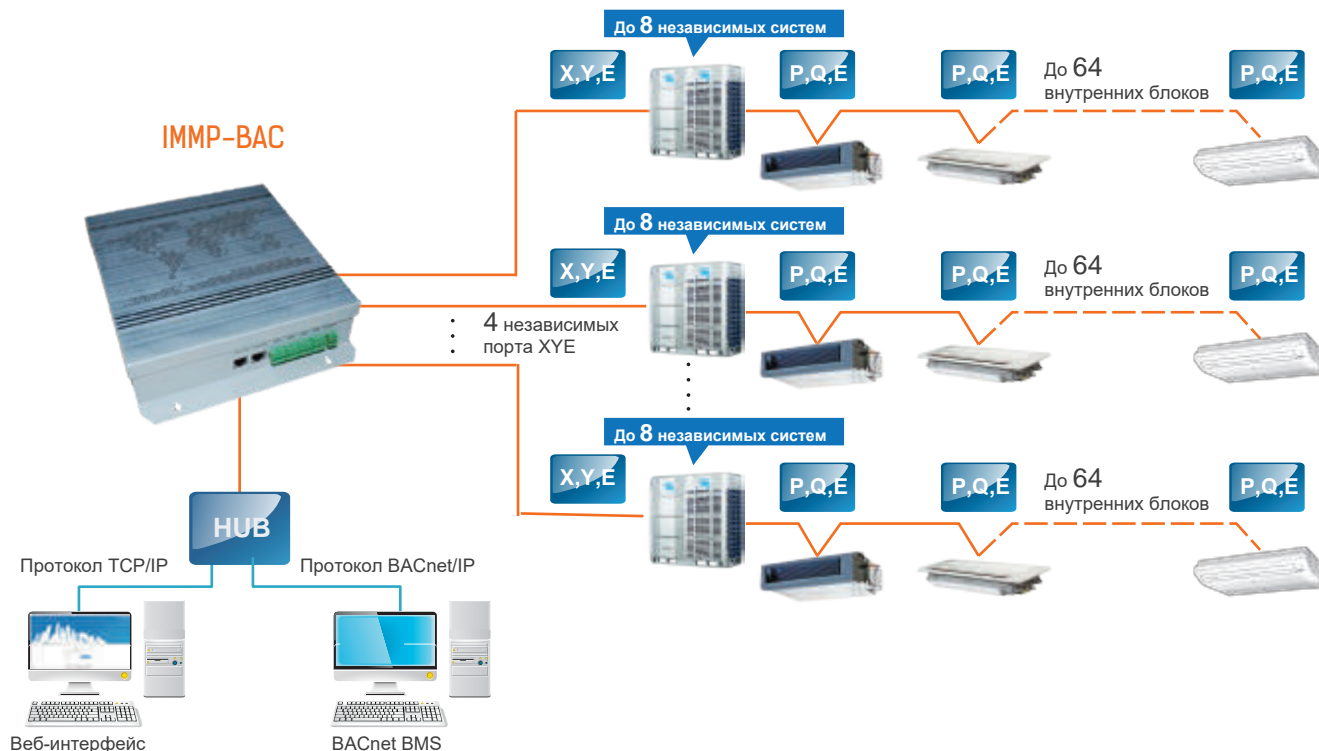 До 8 независимых систем
X,Y,E
P,Q,E
P,Q,E
До 64
внутренних блоков
P,Q,E
IMMP-BAC
До 8 независимых систем
X,Y,E
P,Q,E
P,Q,E
До 64
внутренних блоков
P,Q,E
4 независимых
порта XYE
До 8 независимых систем
X,Y,E
P,Q,E
P,Q,E
До 64
внутренних блоков
P,Q,E
HUB
Протокол TCP/IP
Протокол BACnet/IP
Веб-интерфейс
BACnet BMS